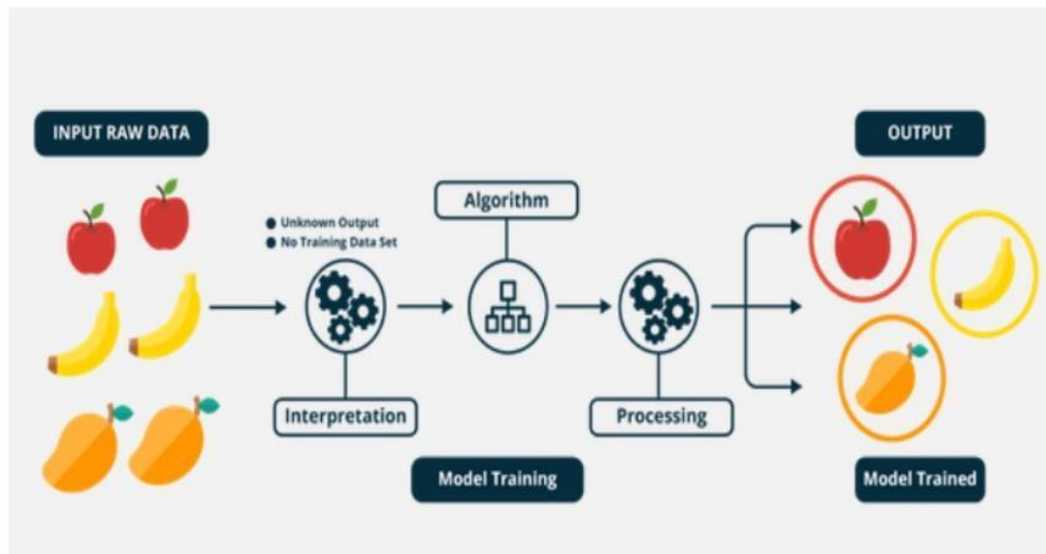 INPUT RAW DATA
OUTPUT
Algorithm
● Unknown Output
● No Training Data Set
Interpretation
Processing
Model Training
Model Trained